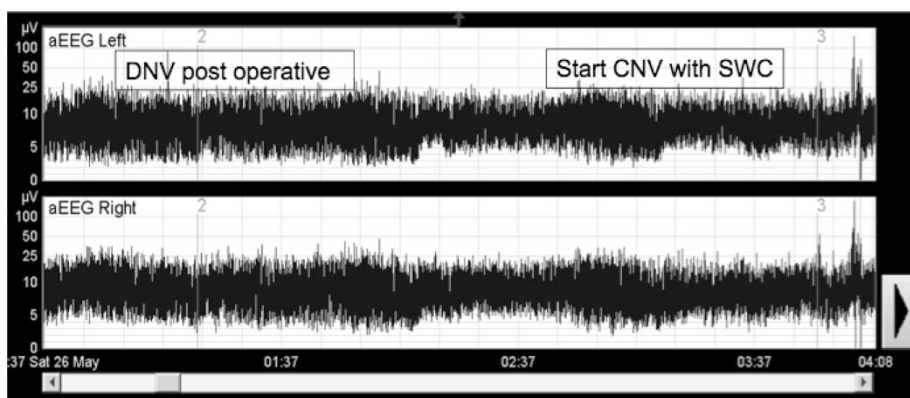 µV
aEEG Left
2
3
100
50
25
10
5
0
DNV post operative
Start CNV with SWC
µV
aEEG Right
2
3
100
50
25
10
5
0
:37 Sat 26 May 01:37 02:37 03:37 04:08